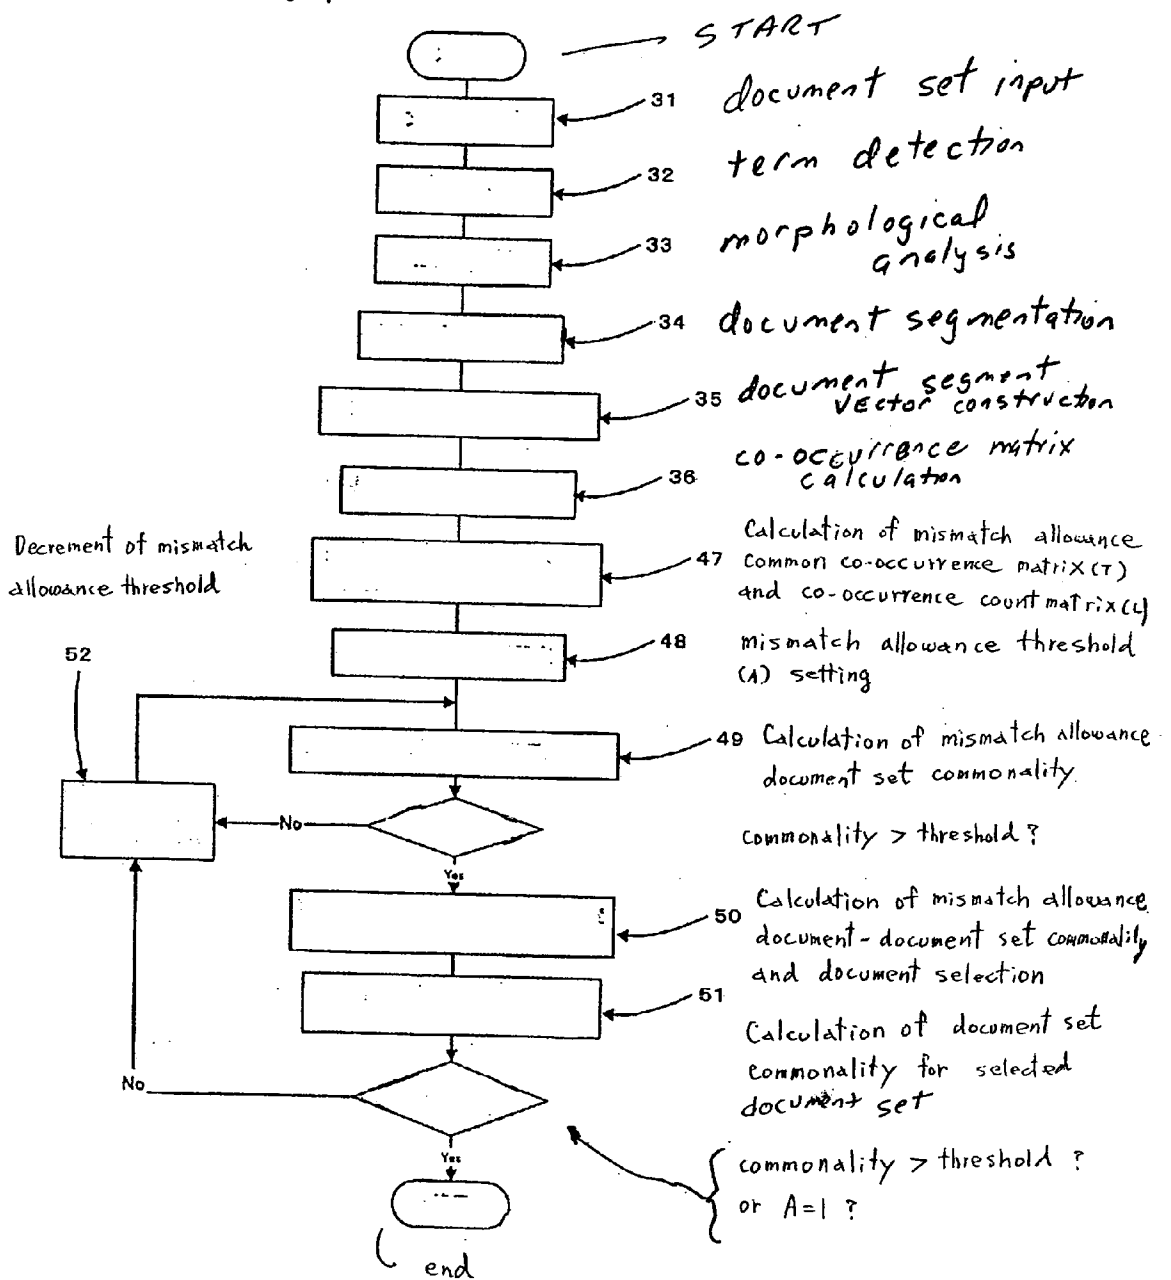 START
31 document set input
32 term detection
33 morphological
analysis
34 document segmentation
35 document segment
vector construction
36 co-occurrence matrix
calculation
Decrement of mismatch
allowance threshold
47 Calculation of mismatch allowance
common co-occurrence matrix(T)
and co-occurrence count matrix(L)
48 mismatch allowance threshold
(A) setting
52
49 Calculation of mismatch allowance
document set commonality
No
commonality > threshold ?
Yes
50 Calculation of mismatch allowance
document-document set commonality
and document selection
51
Calculation of document set
commonality for selected
document set
No
Yes
commonality > threshold ?
or A=1 ?
end